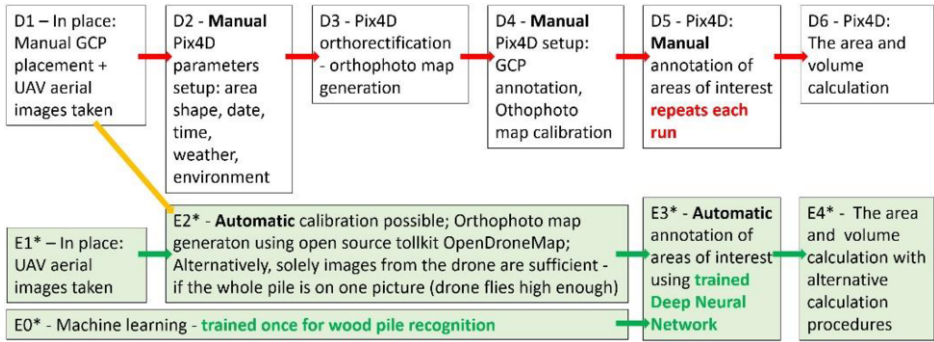 D1 – In place:
Manual GCP
placement +
UAV aerial
images taken
D2 - Manual
Pix4D
parameters
setup: area
shape, date,
time,
weather,
environment
D3 - Pix4D
orthorectification
- orthophoto map
generation
D4 - Manual
Pix4D setup:
GCP
annotation,
Othophoto
map calibration
D5 - Pix4D:
Manual
annotation of
areas of interest
repeats each
run
D6 - Pix4D:
The area and
volume
calculation
E1* – In place:
UAV aerial
images taken
E2* - Automatic calibration possible; Orthophoto map
generaton using open source tollkit OpenDroneMap;
Alternatively, solely images from the drone are sufficient -
if the whole pile is on one picture (drone flies high enough)
E3* - Automatic
annotation of
areas of interest
using trained
Deep Neural
Network
E4* - The area
and volume
calculation with
alternative
calculation
procedures
E0* - Machine learning - trained once for wood pile recognition